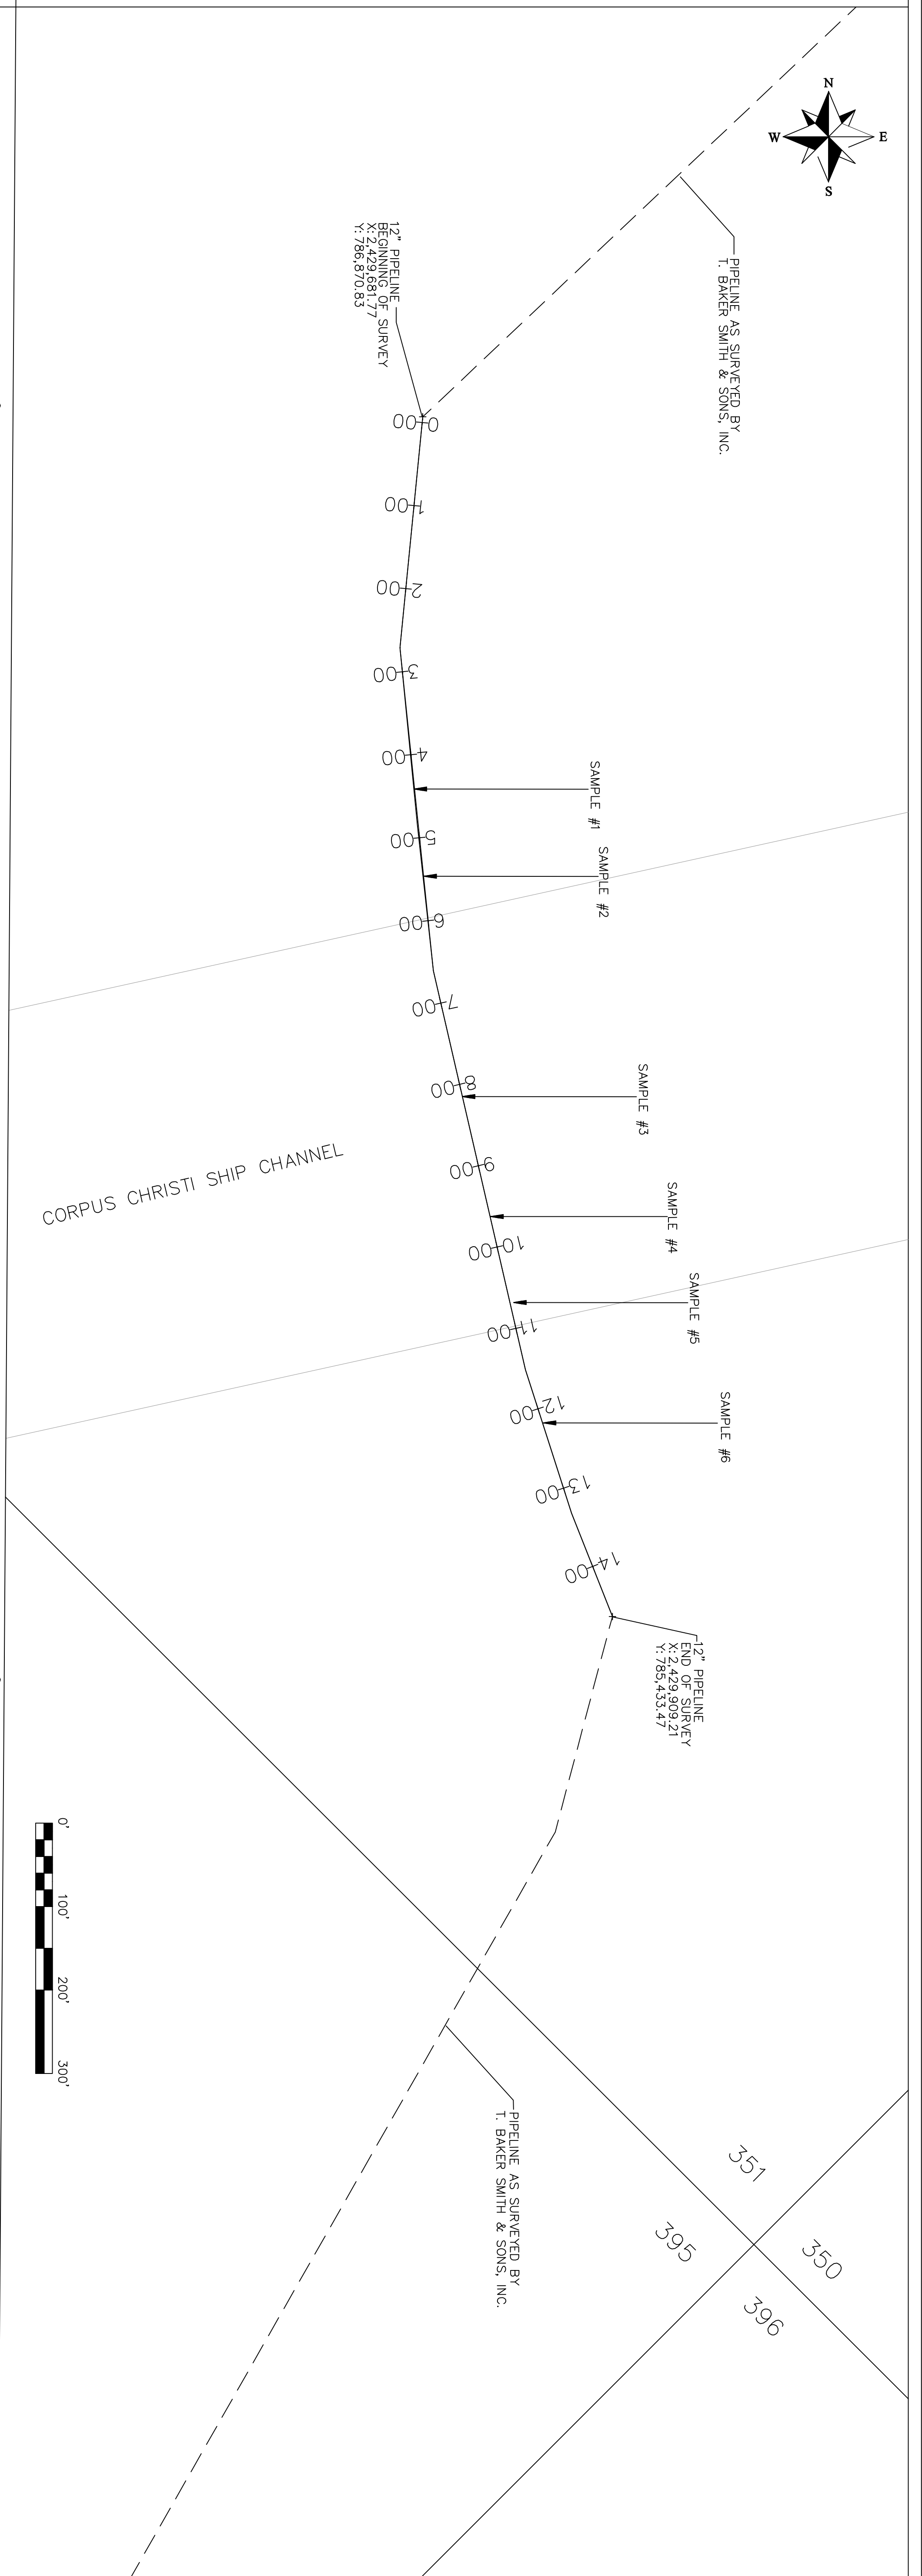 N
W
E
S
PIPELINE AS SURVEYED BY
T. BAKER SMITH & SONS, INC.
12" PIPELINE
BEGINNING OF SURVEY
X: 2,429,681.77
Y: 786,870.83
0+00
1+00
2+00
3+00
4+00
SAMPLE #1
5+00
SAMPLE #2
6+00
7+00
SAMPLE #3
8+00
CORPUS CHRISTI SHIP CHANNEL
9+00
SAMPLE #4
10+00
SAMPLE #5
11+00
SAMPLE #6
12+00
13+00
14+00
12" PIPELINE
END OF SURVEY
X: 2,429,909.21
Y: 785,433.47
0'
100'
200'
300'
PIPELINE AS SURVEYED BY
T. BAKER SMITH & SONS, INC.
351
395
350
396